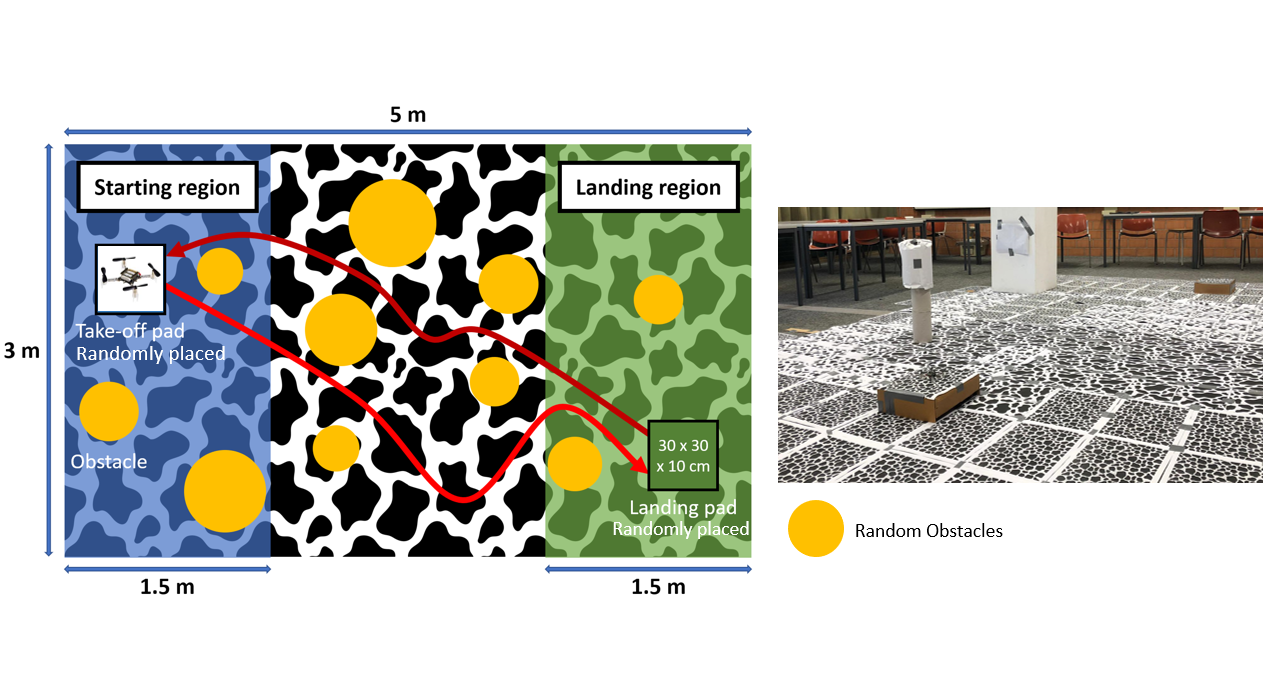 5 m
Starting region
Landing region
3 m
Take-off pad
Randomly placed
Obstacle
30 x 30
x 10 cm
Landing pad
Randomly placed
1.5 m
1.5 m
Random Obstacles